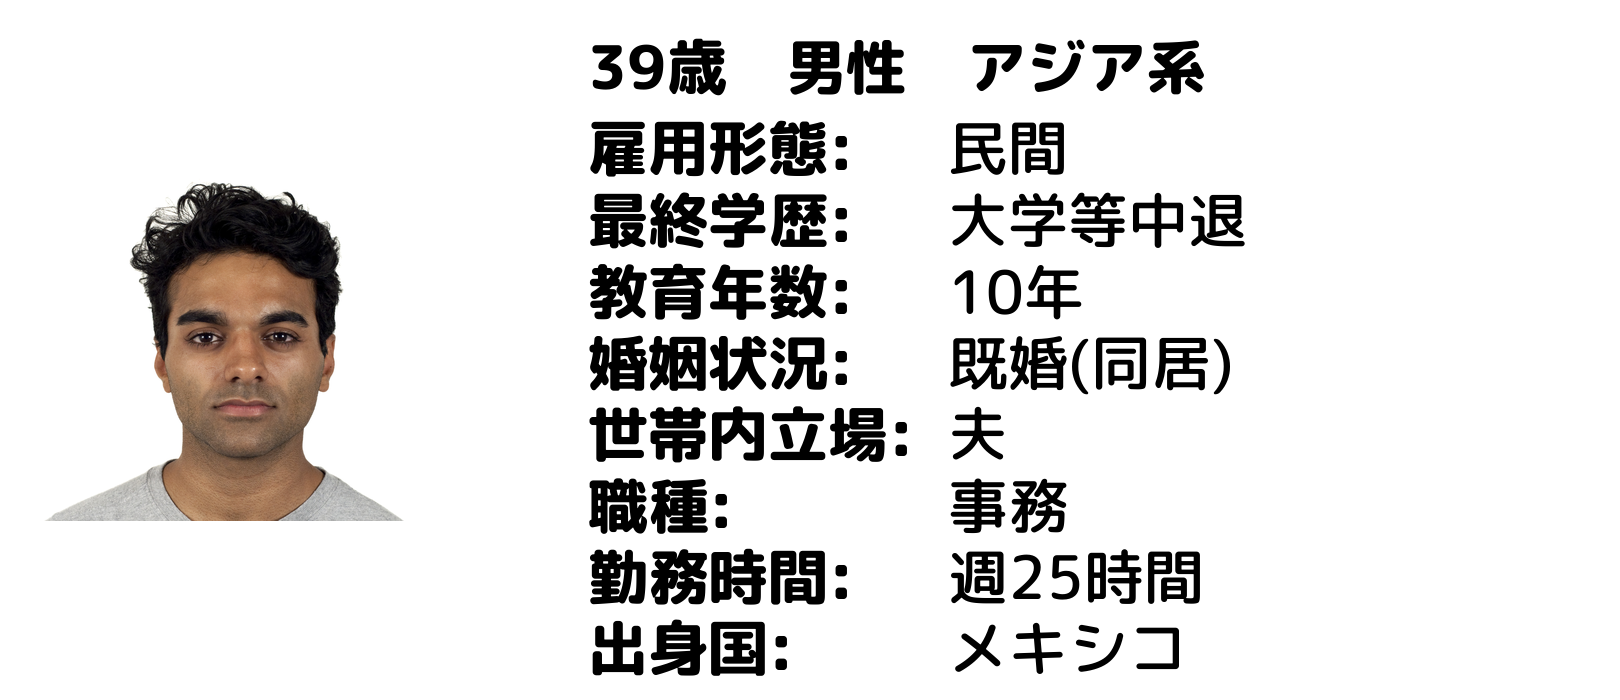 39歳　男性　アジア系
雇用形態:　民間
最終学歴:　大学等中退
教育年数:　10年
婚姻状況:　既婚(同居)
世帯内立場:　夫
職種:　事務
勤務時間:　週25時間
出身国:　メキシコ